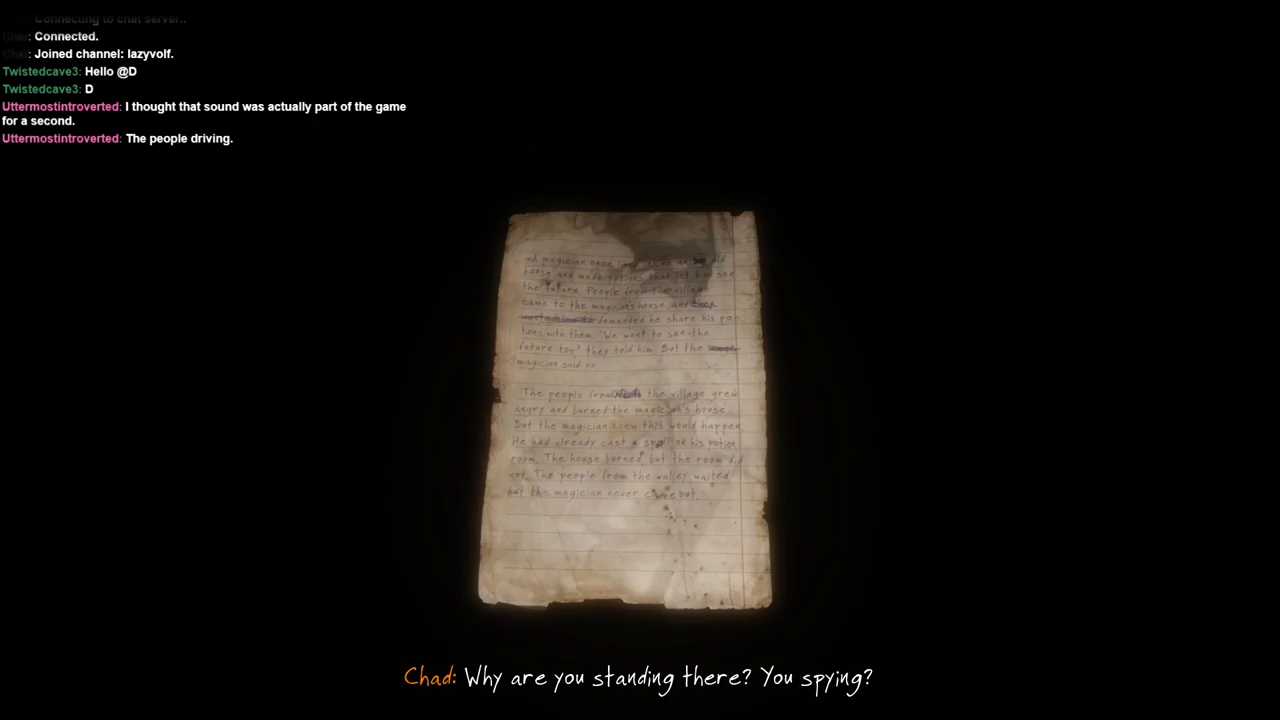 Connecting to chat server..
Chat: Connected.
Chat: Joined channel: lazyvolf.
Twistedcave3: Hello @D
Twistedcave3: D
Uttermostintroverted: I thought that sound was actually part of the game
for a second.
Uttermostintroverted: The people driving.
magician once old
house and made potions that let him see
the future. People from the village
came to the magicians house and
demanded he share his po-
tions with them. "We want to see the
future too" they told him. But the
magician said no
The people from the village grew
angry and burned the magician's house.
But the magician knew this would happen
He had already cast a spell on his potion
room. The house burned, but the room did
not. The people from the valley waited
but the magician never came out.
Chad: Why are you standing there? You spying?